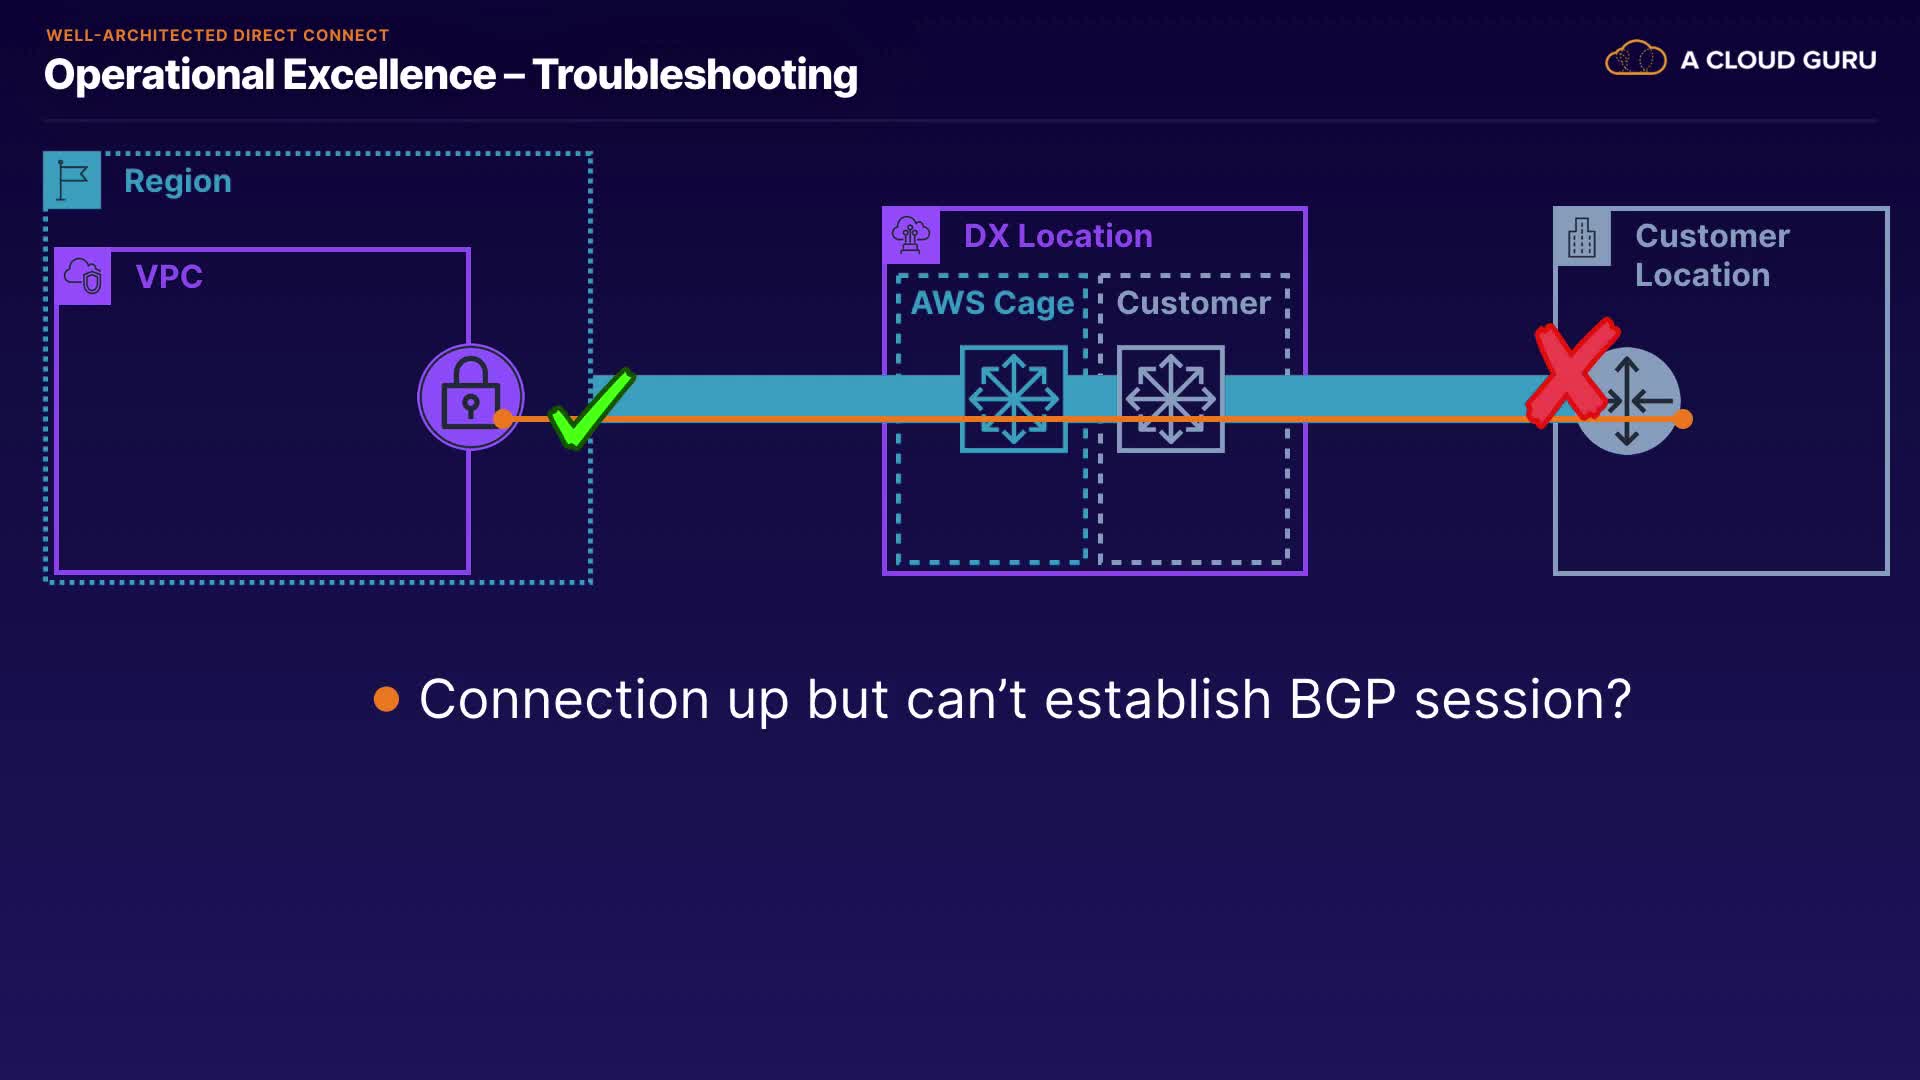 WELL-ARCHITECTED DIRECT CONNECT
Operational Excellence – Troubleshooting
A CLOUD GURU
Region
VPC
DX Location
AWS Cage
Customer
Customer
Location
Connection up but can’t establish BGP session?